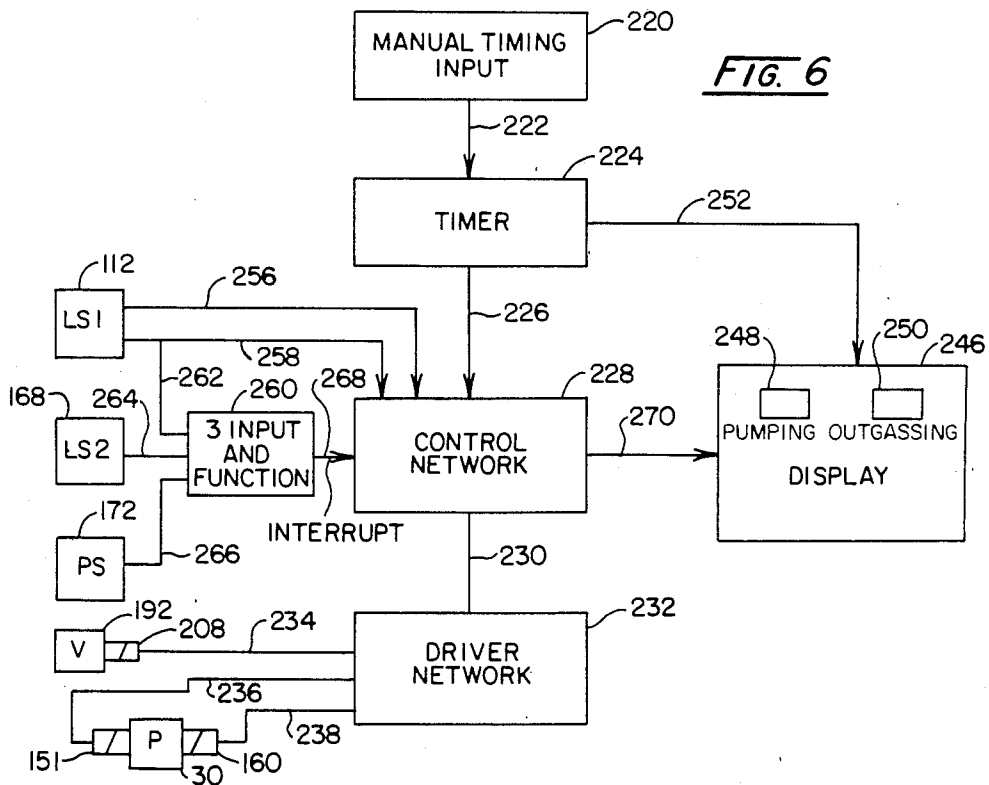 220
MANUAL TIMING
INPUT
FIG. 6
222
224
TIMER
252
112
LS1
256
226
258
262
248
250
246
168
264
260
268
228
LS2
3 INPUT
AND
FUNCTION
CONTROL
NETWORK
270
PUMPING OUTGASSING
DISPLAY
172
INTERRUPT
PS
266
230
192
208
234
232
V
DRIVER
NETWORK
236
P
238
151
30
160